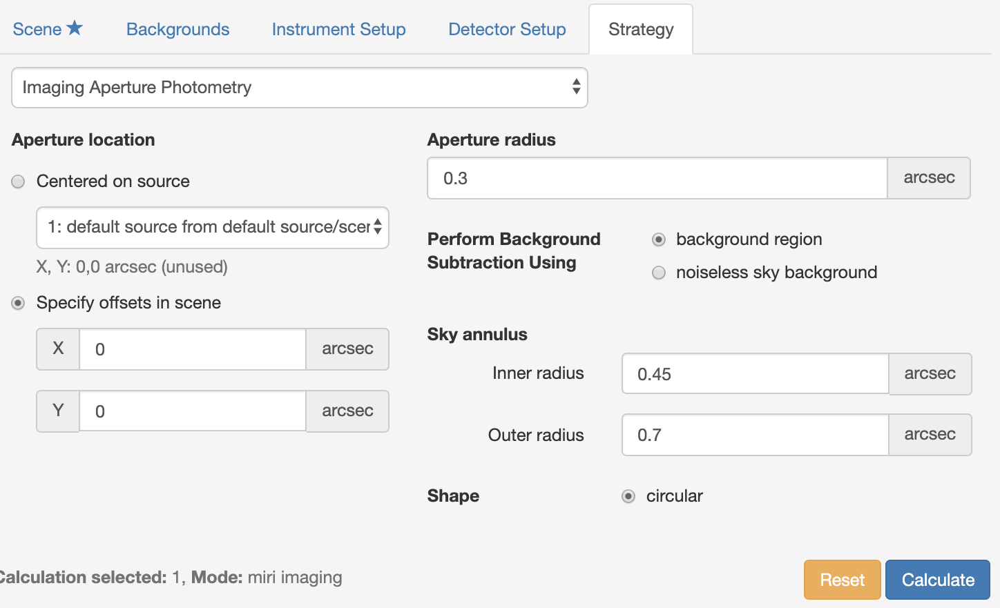 Scene Backgrounds Instrument Setup Detector Setup Strategy
Imaging Aperture Photometry
Aperture location
Centered on source
1: default source from default source/scer
X, Y: 0,0 arcsec (unused)
Specify offsets in scene
X 0 arcsec
Y 0 arcsec
Aperture radius
0.3 arcsec
Perform Background
Subtraction Using
background region
noiseless sky background
Sky annulus
Inner radius 0.45 arcsec
Outer radius 0.7 arcsec
Shape circular
Calculation selected: 1, Mode: miri imaging
Reset Calculate